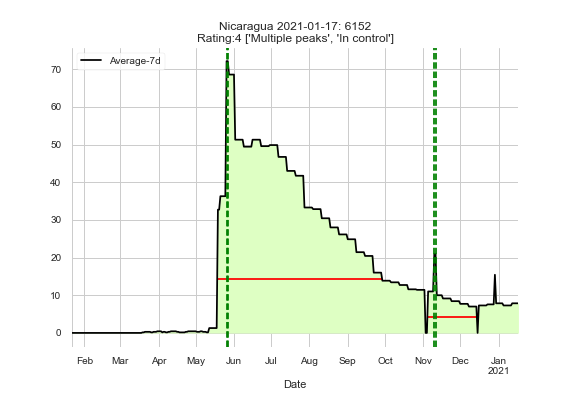 Nicaragua 2021-01-17: 6152
Rating:4 ['Multiple peaks', 'In control']
Average-7d
70
60
50
40
30
20
10
0
Feb Mar Apr May Jun Jul Aug Sep Oct Nov Dec Jan
2021
Date